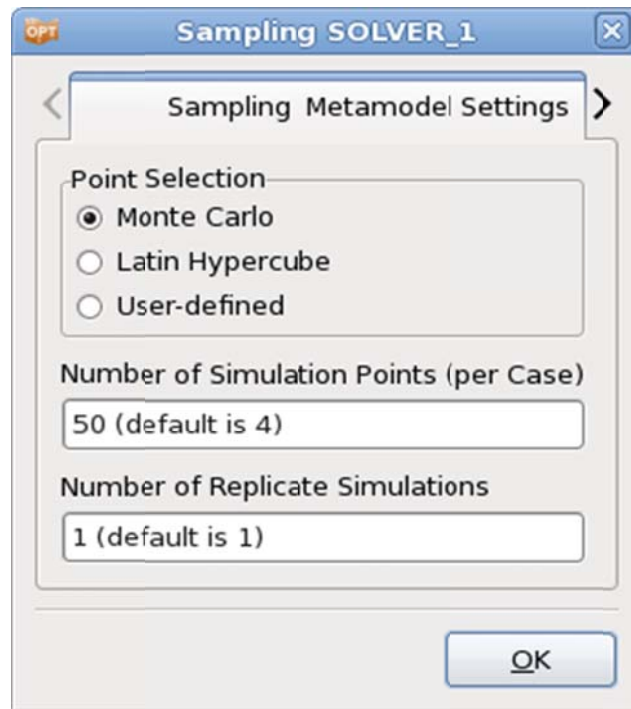 OPT
Sampling SOLVER_1
Sampling Metamodel Settings
Point Selection
Monte Carlo
Latin Hypercube
User-defined
Number of Simulation Points (per Case)
50 (default is 4)
Number of Replicate Simulations
1 (default is 1)
OK